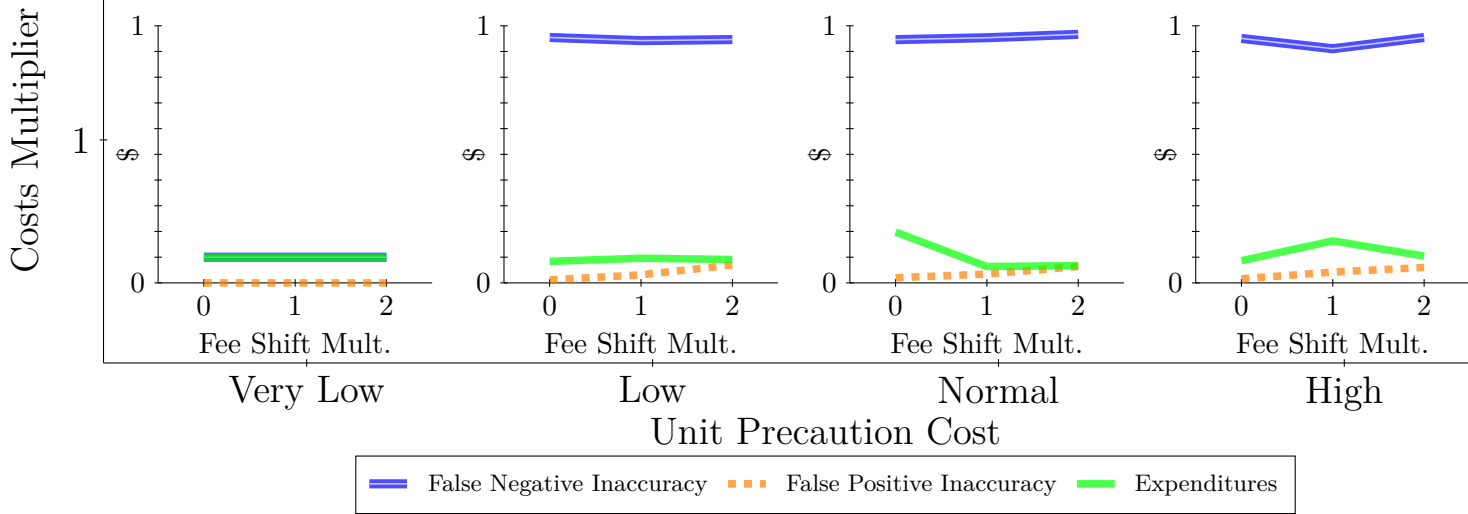 Costs Multiplier
1
1 1 1 1
$ $ $ $
0 0 0 0
0 1 2 0 1 2 0 1 2 0 1 2
Fee Shift Mult. Fee Shift Mult. Fee Shift Mult. Fee Shift Mult.
Very Low Low Normal High
Unit Precaution Cost
False Negative Inaccuracy False Positive Inaccuracy Expenditures